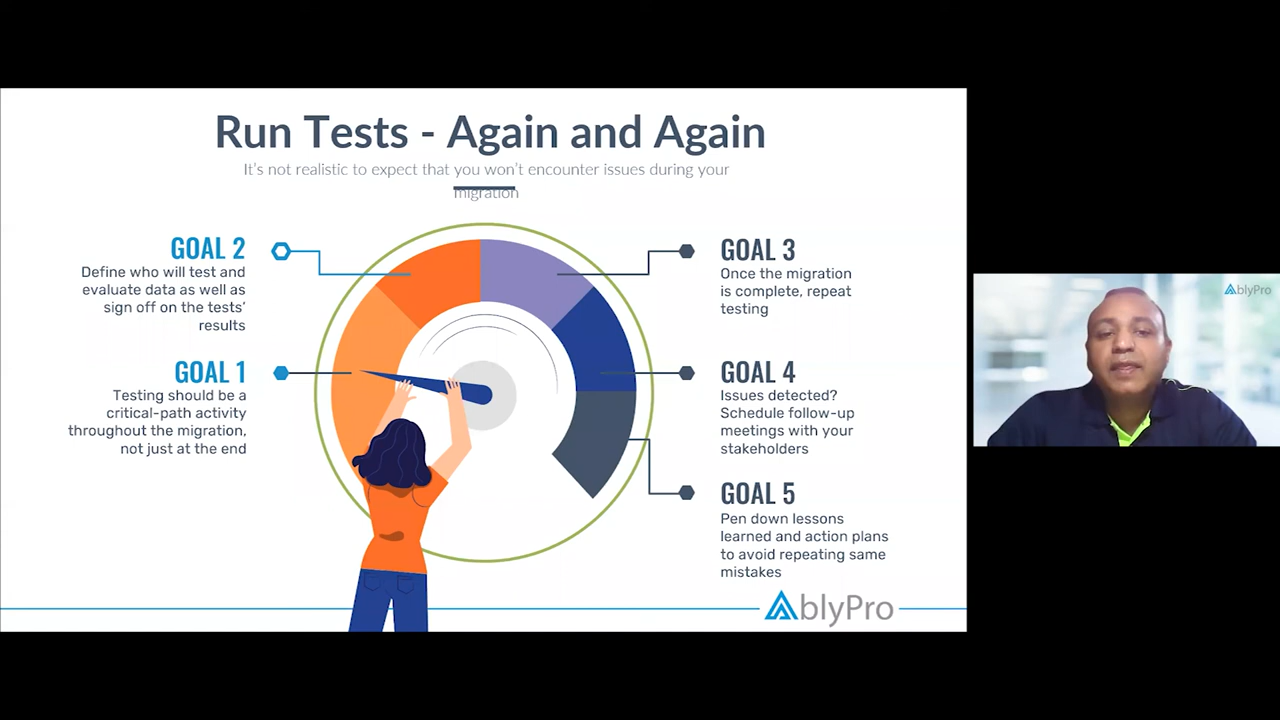 Run Tests - Again and Again
It's not realistic to expect that you won't encounter issues during your
migration
GOAL 2
Define who will test and
evaluate data as well as
sign off on the tests'
results
GOAL 1
Testing should be a
critical-path activity
throughout the migration,
not just at the end
GOAL 3
Once the migration
is complete, repeat
testing
GOAL 4
Issues detected?
Schedule follow-up
meetings with your
stakeholders
GOAL 5
Pen down lessons
learned and action plans
to avoid repeating same
mistakes
AblyPro
AblyPro